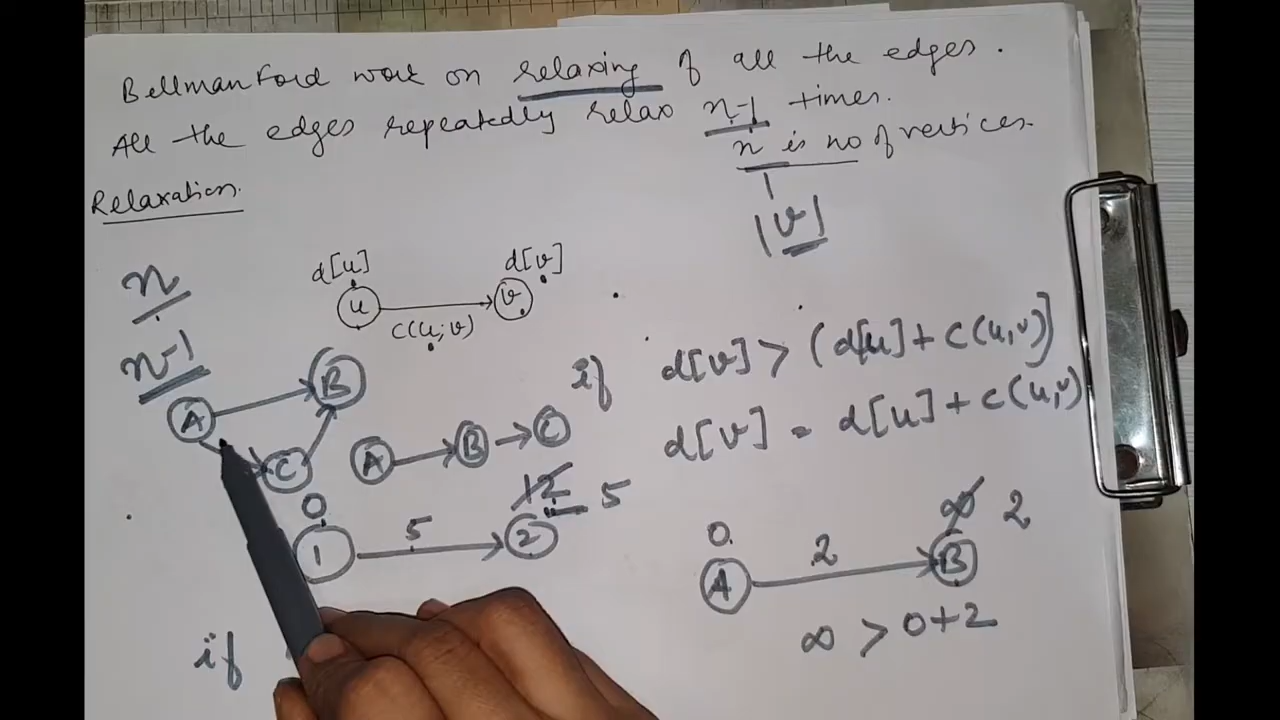 BellmanFord work on relaxing of all the edges.
All the edges repeatedly relax n-1 times.
n is no of vertices.
|v|
Relaxation.
d[u] d[v]
u v
c(u,v)
n
n-1
A B
C
A B C
if d[v] > (d[u] + c(u,v)]
d[v] = d[u] + c(u,v)
0 12 5
1 5 2
0 ∞ 2
A 2 B
∞ > 0+2
if